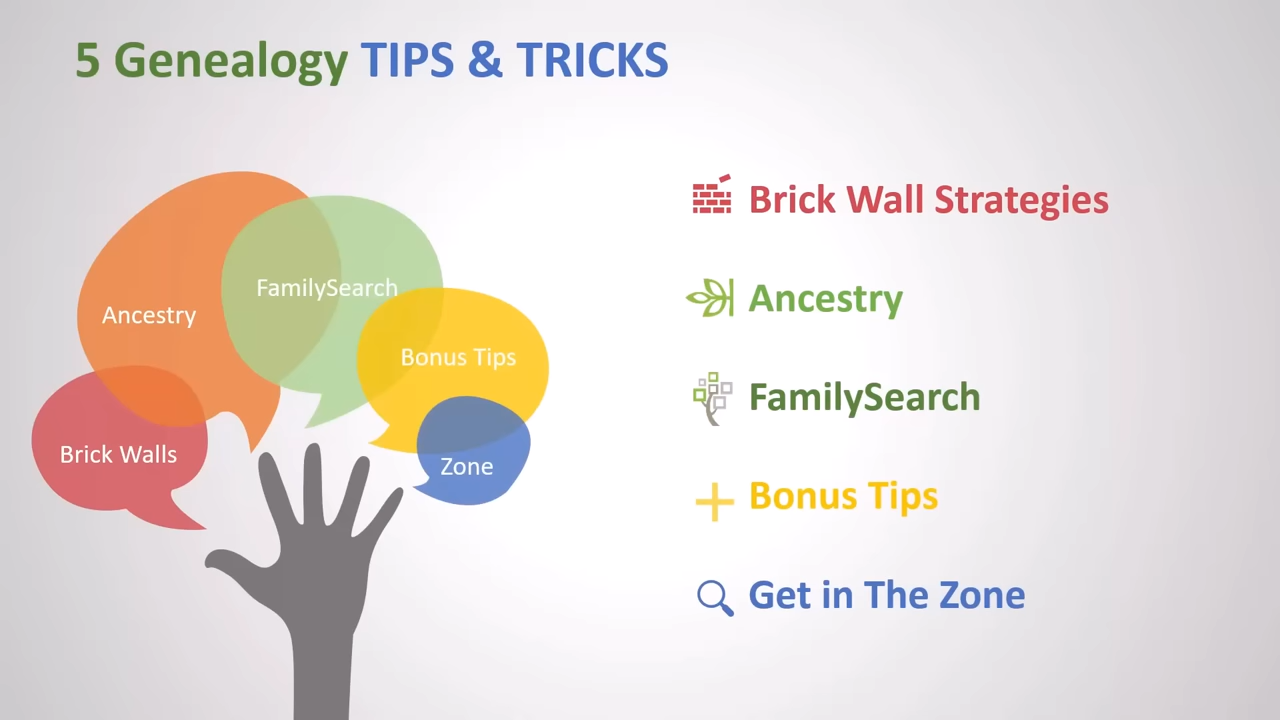 5 Genealogy TIPS & TRICKS
Ancestry
FamilySearch
Bonus Tips
Brick Walls
Zone
Brick Wall Strategies
Ancestry
FamilySearch
Bonus Tips
Get in The Zone